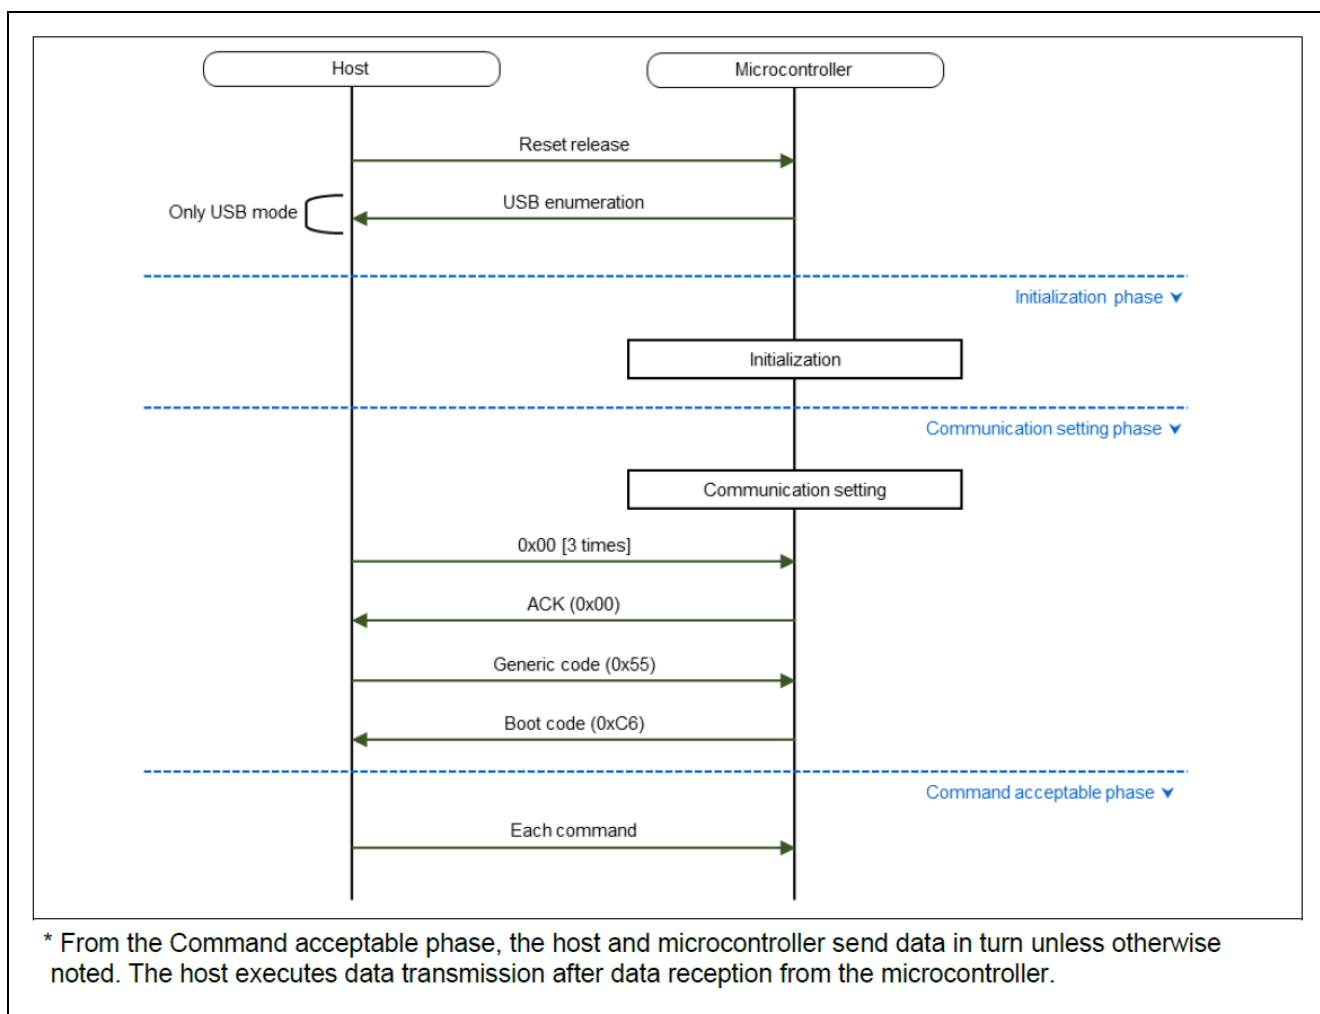 Host
Microcontroller
Reset release
USB enumeration
Only USB mode
Initialization phase
Initialization
Communication setting phase
Communication setting
0x00 [3 times]
ACK (0x00)
Generic code (0x55)
Boot code (0xC6)
Command acceptable phase
Each command
* From the Command acceptable phase, the host and microcontroller send data in turn unless otherwise
noted. The host executes data transmission after data reception from the microcontroller.